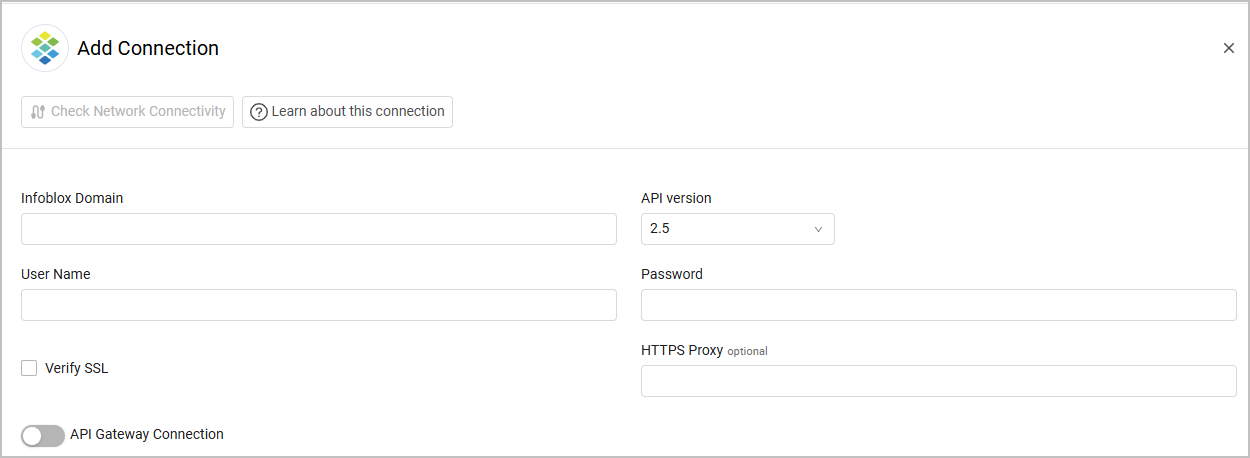 Add Connection
Check Network Connectivity
? Learn about this connection
Infoblox Domain
API version
2.5
User Name
Password
Verify SSL
HTTPS Proxy optional
API Gateway Connection